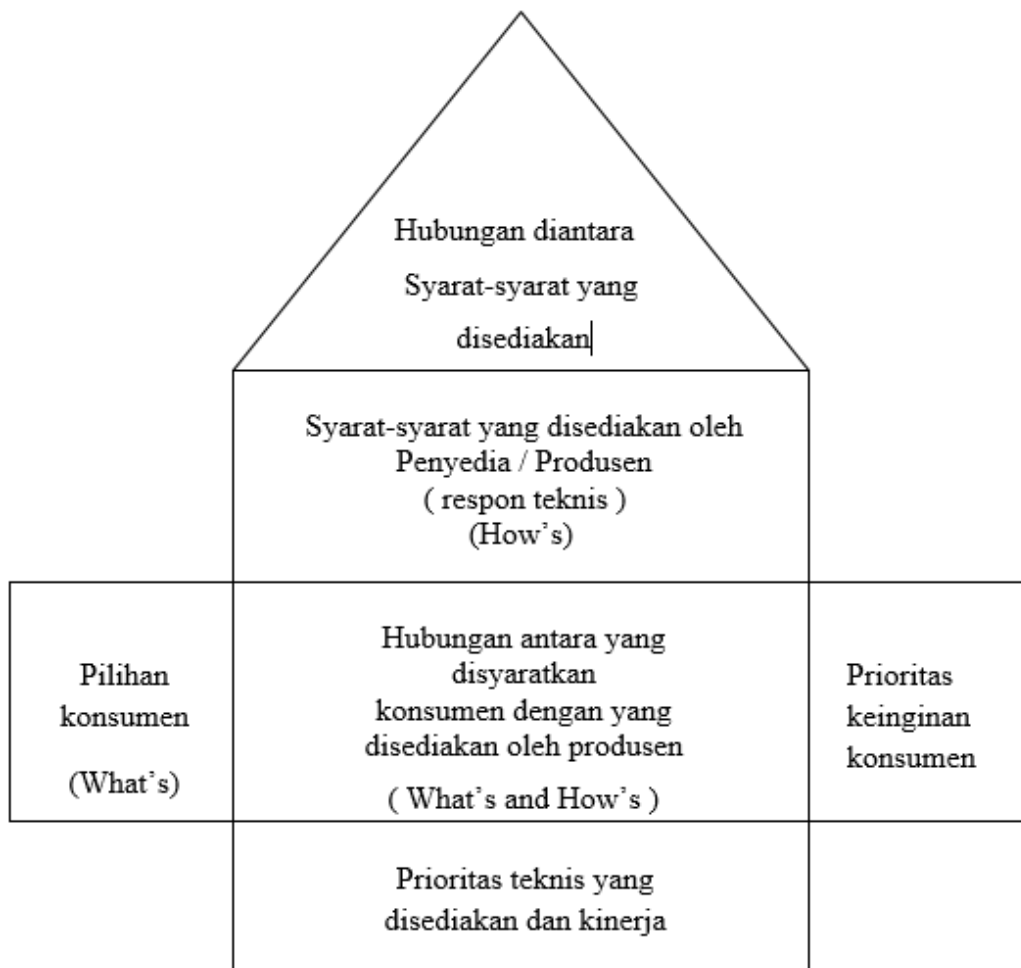 Hubungan diantara
Syarat-syarat yang
disediakan
Syarat-syarat yang disediakan oleh
Penyedia / Produsen
( respon teknis )
(How’s)
Pilihan
konsumen
(What’s)
Hubungan antara yang
disyaratkan
konsumen dengan yang
disediakan oleh produsen
( What’s and How’s )
Prioritas
keinginan
konsumen
Prioritas teknis yang
disediakan dan kinerja